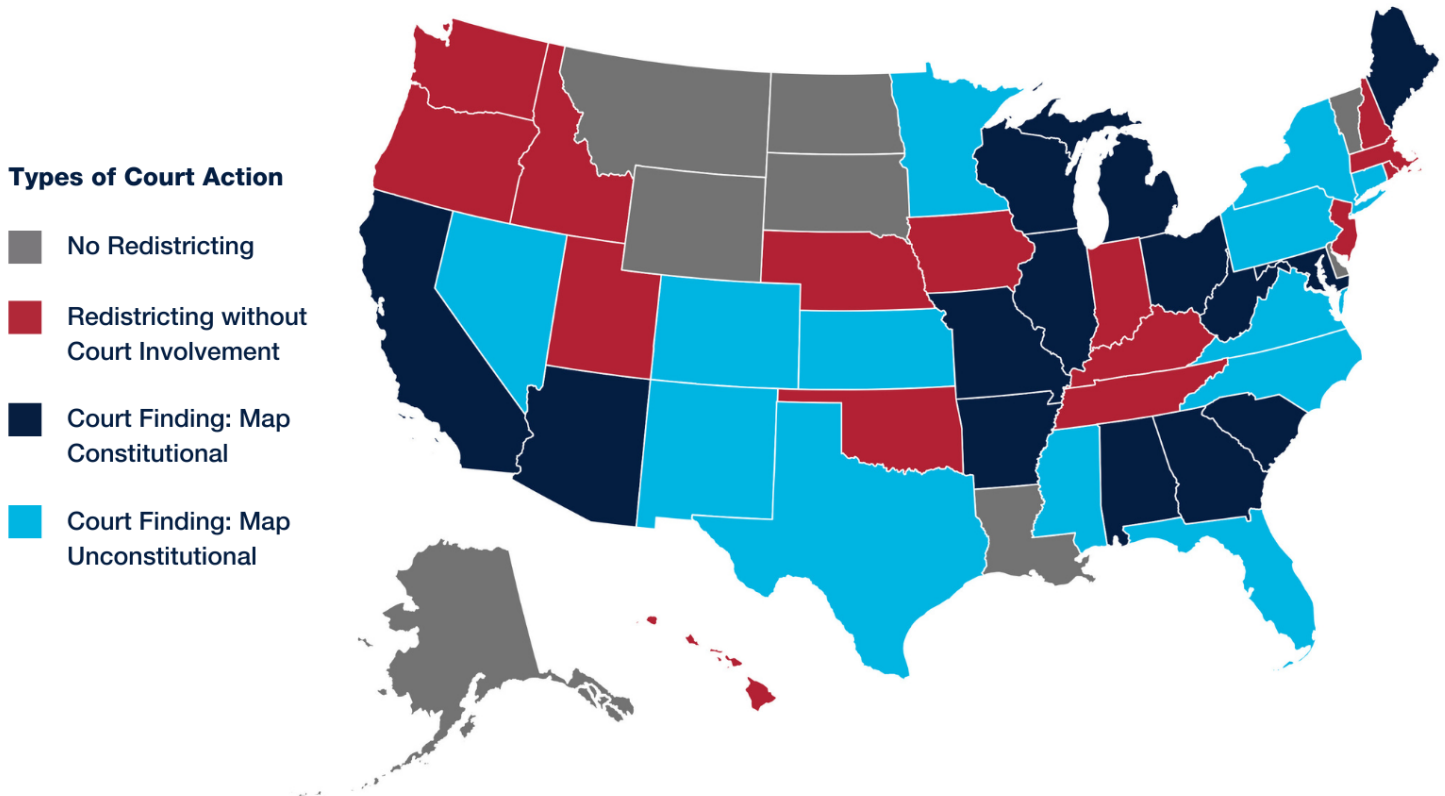 Types of Court Action
No Redistricting
Redistricting without
Court Involvement
Court Finding: Map
Constitutional
Court Finding: Map
Unconstitutional